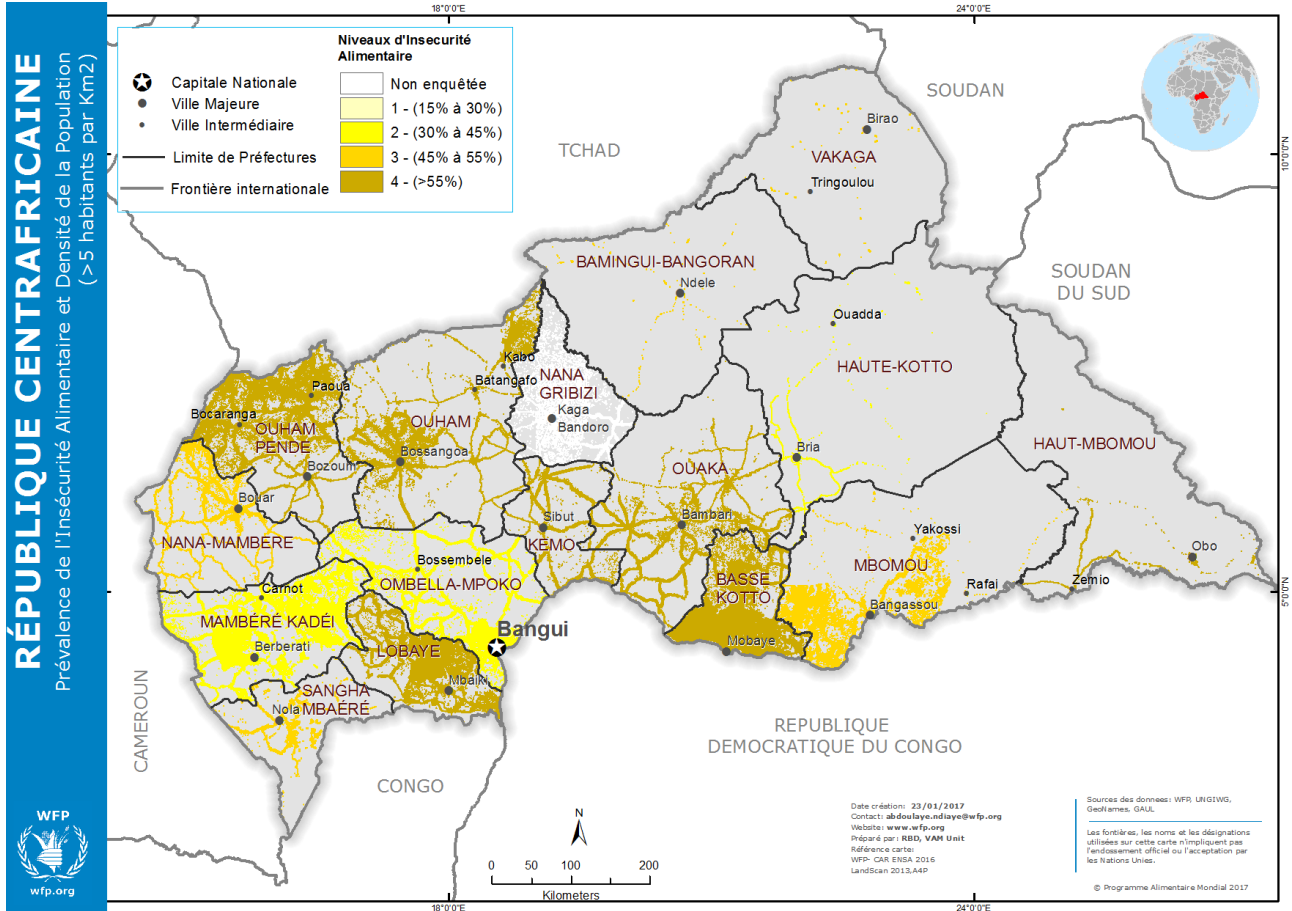 RÉPUBLIQUE CENTRAFRICAINE
Prévalence de l'Insécurité Alimentaire et Densité de la Population
(>5 habitants par Km2)
WFP
wfp.org
18°0'0"E
24°0'0"E
Capitale Nationale
Ville Majeure
Ville Intermédiaire
Limite de Préfectures
Frontière internationale
Niveaux d'Insecurité
Alimentaire
Non enquêtée
1 - (15% à 30%)
2 - (30% à 45%)
3 - (45% à 55%)
4 - (>55%)
SOUDAN
TCHAD
Birao
VAKAGA
Tringoulou
10°0'0"N
BAMINGUI-BANGORAN
Ndele
SOUDAN
DU SUD
Ouadda
HAUTE-KOTTO
Kabo
Batangafo
NANA
GRIBIZI
Kaga
Bandoro
Paoua
Bocaranga
OUHAM
PENDE
OUHAM
Bossangoa
Bozoum
HAUT-MBOMOU
Bria
OUAKA
Bouar
NANA-MAMBERE
Sibut
KEMO
Bambari
Yakossi
Obo
Bossembele
OMBELLA-MPOKO
MBOMOU
BASSE
KOTTO
Rafai
Zemio
5°0'0"N
Carnot
MAMBÉRÉ KADÉI
Bangassou
Bangui
Berberati
LOBAYE
Mobaye
Mbaiki
SANGHA
MBAÉRÉ
Nola
CAMEROUN
REPUBLIQUE
DEMOCRATIQUE DU CONGO
CONGO
N
0 50 100 200
Kilometers
Date création: 23/01/2017
Contact: abdoulaye.ndiaye@wfp.org
Website: www.wfp.org
Préparé par: RBD, VAM Unit
Référence carte:
WFP- CAR ENSA 2016
LandScan 2013,A4P
Sources des donnees: WFP, UNGIWG,
GeoNames, GAUL
Les fontières, les noms et les désignations
utilisées sur cette carte n'impliquent pas
l'endossement officiel ou l'acceptation par
les Nations Unies.
© Programme Alimentaire Mondial 2017
18°0'0"E
24°0'0"E